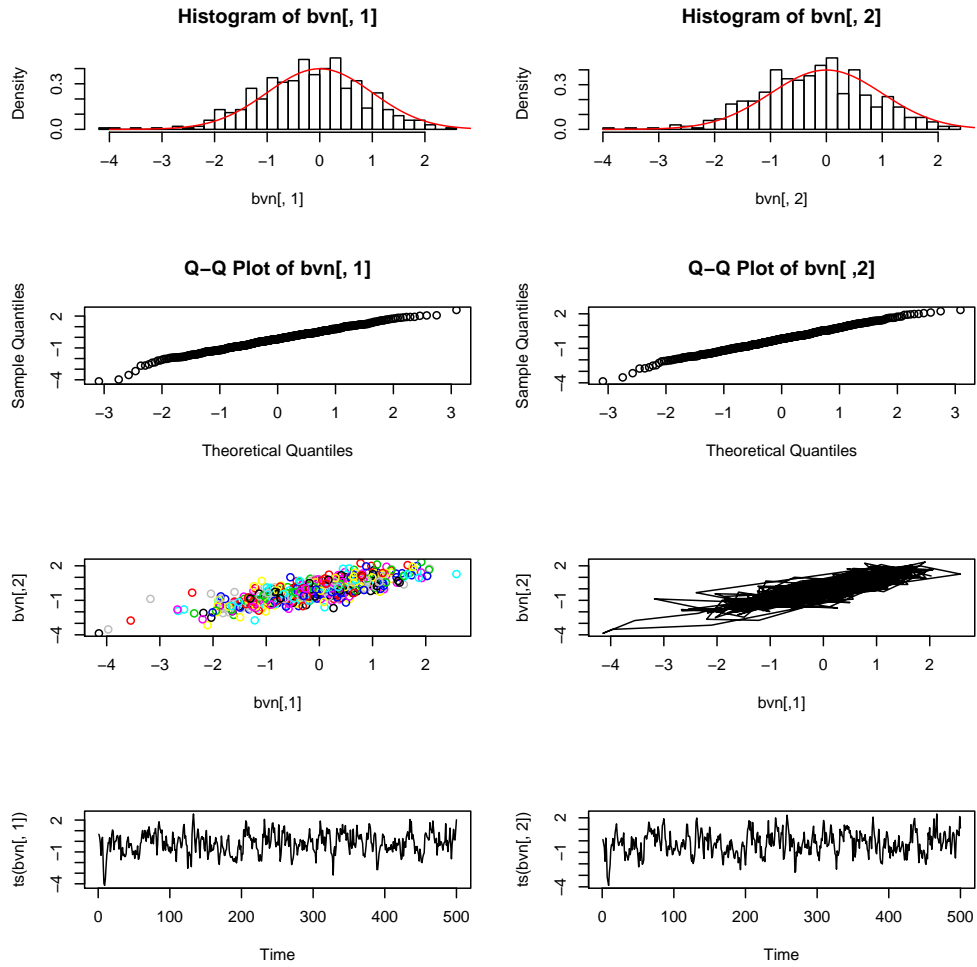 Histogram of bvn[, 1]
Density
0.0 0.3
−4 −3 −2 −1 0 1 2
bvn[, 1]
Histogram of bvn[, 2]
Density
0.0 0.3
−4 −3 −2 −1 0 1 2
bvn[, 2]
Q−Q Plot of bvn[, 1]
Sample Quantiles
−4 −1 2
−3 −2 −1 0 1 2 3
Theoretical Quantiles
Q−Q Plot of bvn[ ,2]
Sample Quantiles
−4 −1 2
−3 −2 −1 0 1 2 3
Theoretical Quantiles
bvn[,2]
−4 −1 2
−4 −3 −2 −1 0 1 2
bvn[,1]
bvn[,2]
−4 −1 2
−4 −3 −2 −1 0 1 2
bvn[,1]
ts(bvn[, 1])
−4 −1 2
0 100 200 300 400 500
Time
ts(bvn[, 2])
−4 −1 2
0 100 200 300 400 500
Time